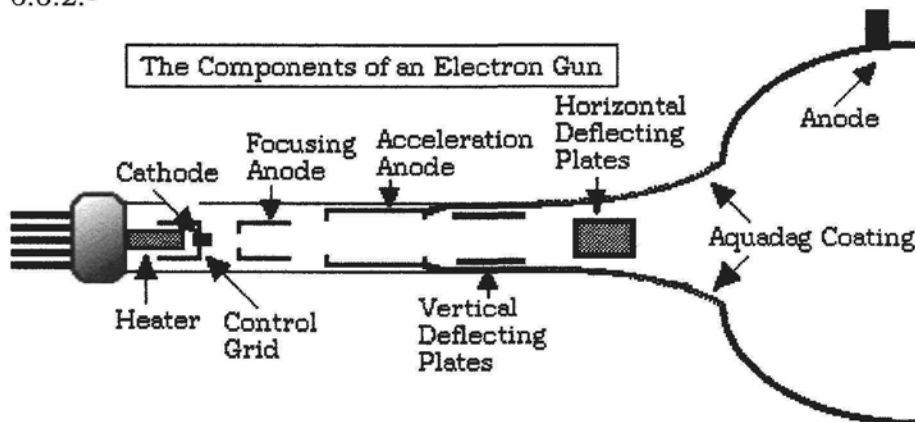 The Components of an Electron Gun
Horizontal
Deflecting
Plates
Anode
Focusing
Anode
Acceleration
Anode
Cathode
Aquadag Coating
Heater
Control
Grid
Vertical
Deflecting
Plates